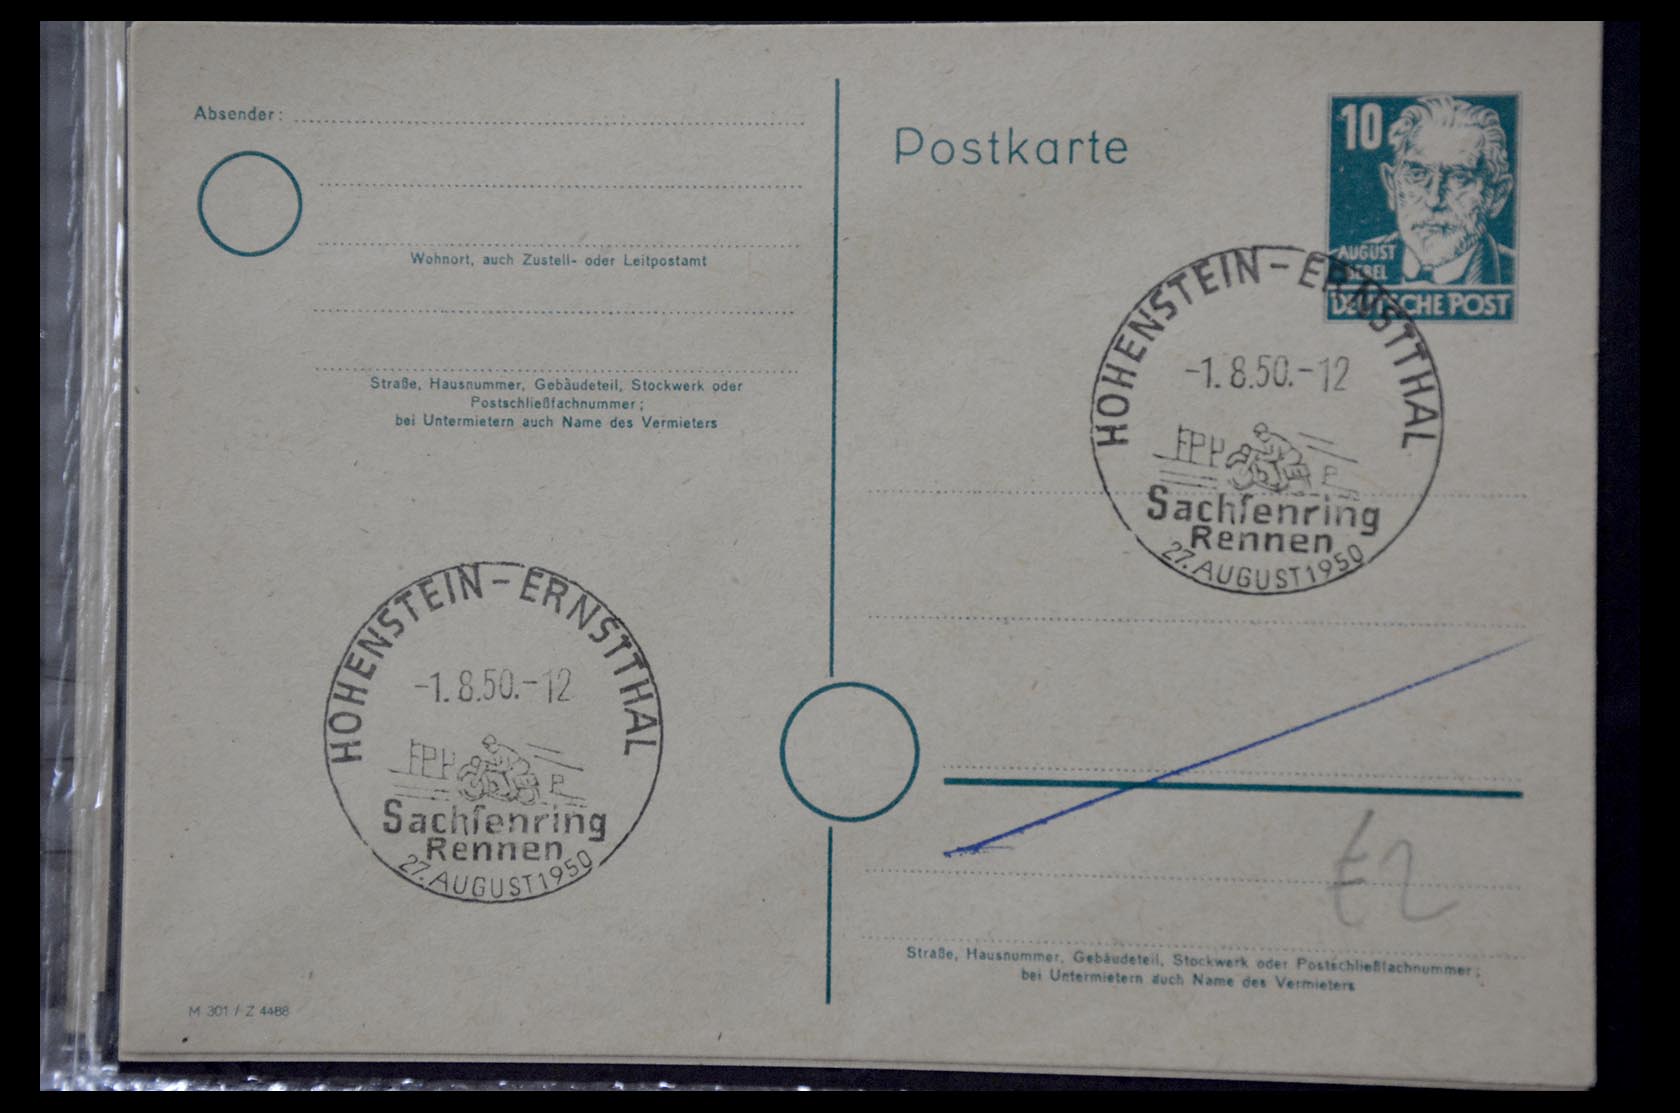 Absender:
Wohnort, auch Zustell- oder Leitpostamt
Straße, Hausnummer, Gebäudeteil, Stockwerk oder
Postschließfachnummer;
bei Untermietern auch Name des Vermieters
HOHENSTEIN-ERNSTTHAL
-1.8.50.-12
Sachſenring
Rennen
27. AUGUST 1950
M 301 / Z 4488
Postkarte
10
AUGUST
BEBEL
DEUTSCHE POST
HOHENSTEIN-ERNSTTHAL
-1.8.50.-12
Sachſenring
Rennen
27. AUGUST 1950
Straße, Hausnummer, Gebäudeteil, Stockwerk oder Postschließfachnummer;
bei Untermietern auch Name des Vermieters